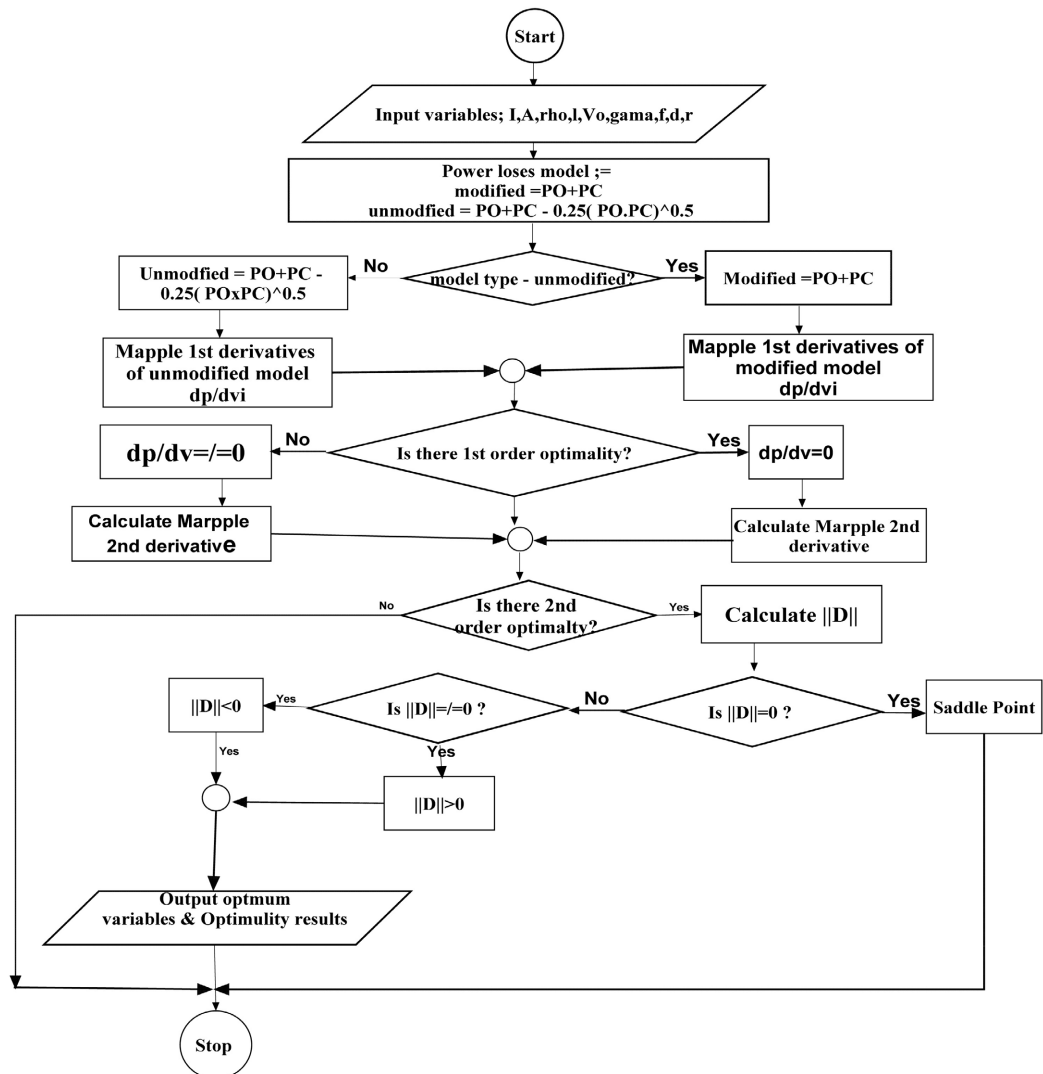 Start
Input variables; I,A,rho,l,Vo,gama,f,d,r
Power loses model ;=
modified =PO+PC
unmodfied = PO+PC - 0.25( PO.PC)^0.5
No
model type - unmodified?
Yes
Unmodfied = PO+PC -
0.25( POxPC)^0.5
Modified =PO+PC
Mapple 1st derivatives
of unmodified model
dp/dvi
Mapple 1st derivatives of
modified model
dp/dvi
dp/dv=/=0
No
Is there 1st order optimality?
Yes
dp/dv=0
Calculate Marpple
2nd derivative
Calculate Marpple 2nd
derivative
No
Is there 2nd
order optimalty?
Yes
Calculate ||D||
||D||<0
Yes
Is ||D||=/=0 ?
No
Is ||D||=0 ?
Yes
Saddle Point
Yes
Yes
||D||>0
Output optmum
variables & Optimulity results
Stop